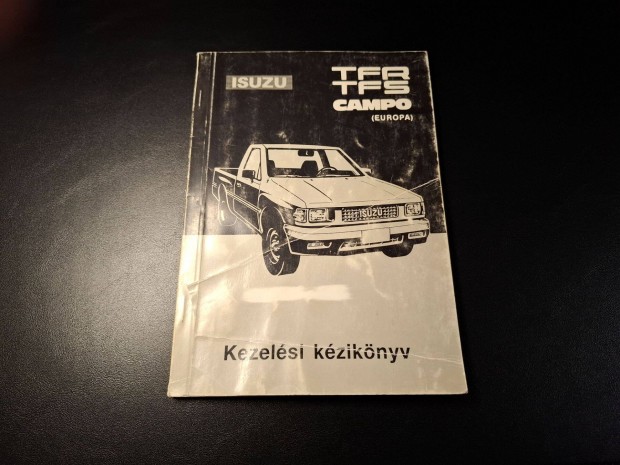 ISUZU
TFR
TFS
CAMPO
(EUROPA)
ISUZU
Kezelési kézikönyv